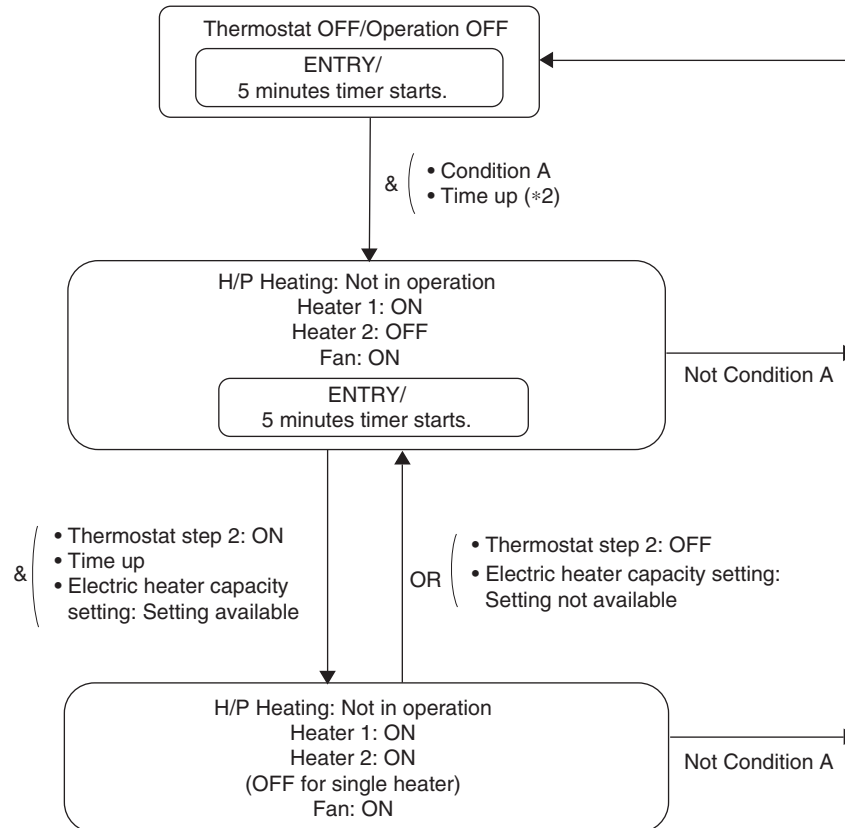 Thermostat OFF/Operation OFF
ENTRY/
5 minutes timer starts.
&
• Condition A
• Time up (*2)
H/P Heating: Not in operation
Heater 1: ON
Heater 2: OFF
Fan: ON
ENTRY/
5 minutes timer starts.
Not Condition A
&
• Thermostat step 2: ON
• Time up
• Electric heater capacity
setting: Setting available
OR
• Thermostat step 2: OFF
• Electric heater capacity setting:
Setting not available
H/P Heating: Not in operation
Heater 1: ON
Heater 2: ON
(OFF for single heater)
Fan: ON
Not Condition A